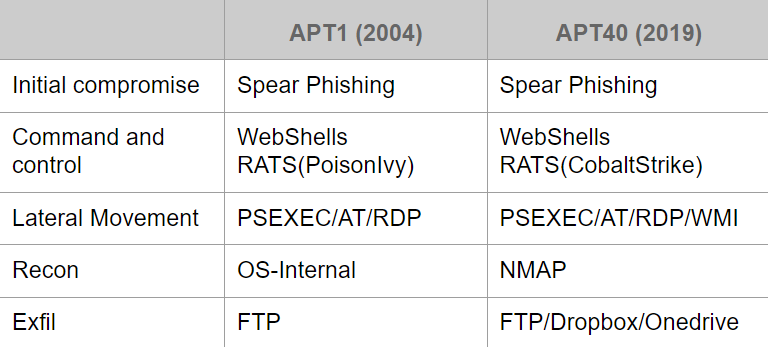 APT1 (2004) APT40 (2019)
Initial compromise Spear Phishing Spear Phishing
Command and WebShells WebShells
control RATS(PoisonIvy) RATS(CobaltStrike)
Lateral Movement PSEXEC/AT/RDP PSEXEC/AT/RDP/WMI
Recon OS-Internal NMAP
Exfil FTP FTP/Dropbox/Onedrive